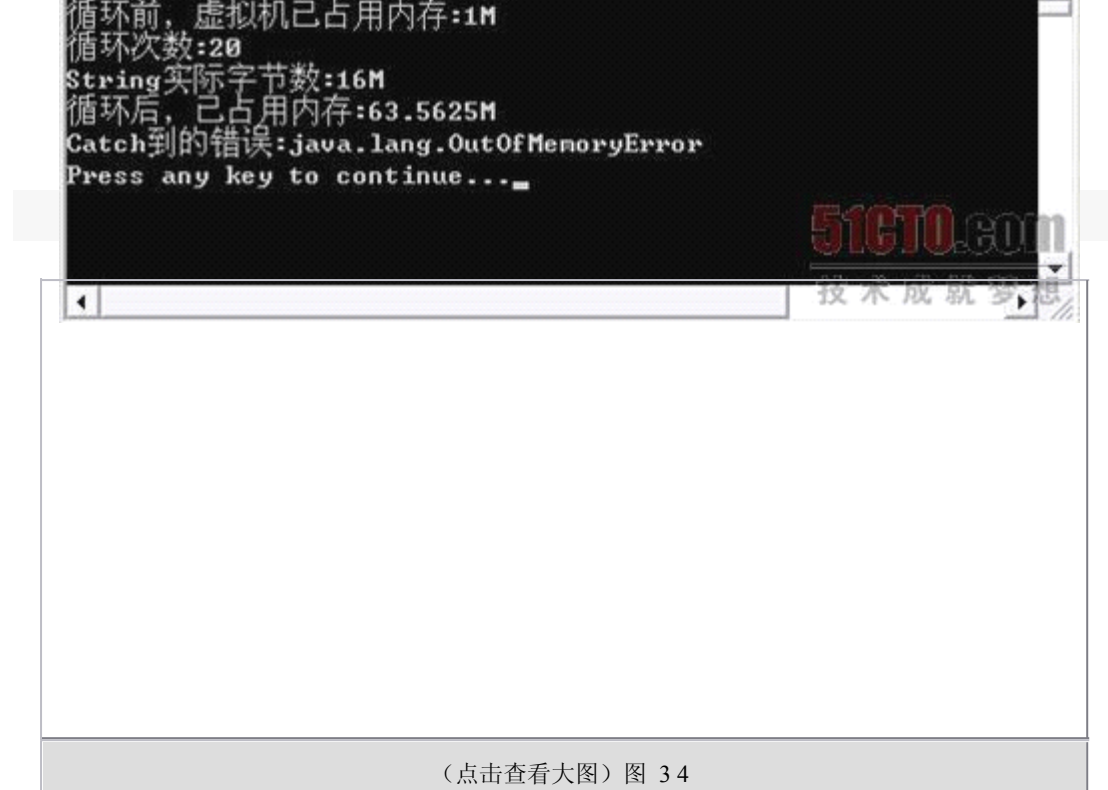 循环前，虚拟机已占用内存:1M
循环次数:20
String实际字节数:16M
循环后，已占用内存:63.5625M
Catch到的错误:java.lang.OutOfMemoryError
Press any key to continue...
51CTO.com
技术成就梦想
（点击查看大图）图 3 4